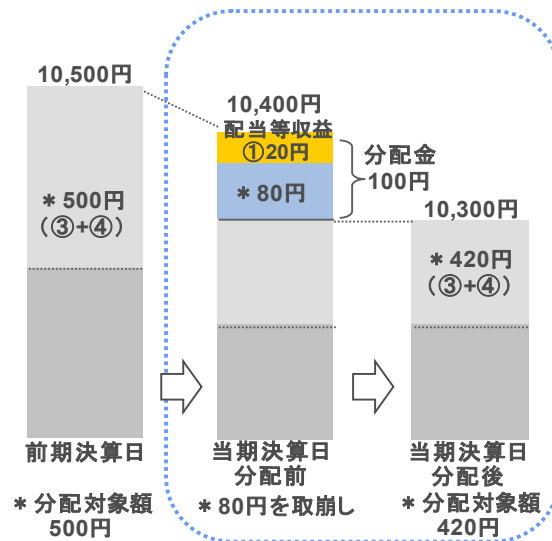 10,500円
＊500円
（③+④）
前期決算日
＊分配対象額
500円
10,400円
配当等収益
①20円
＊80円
分配金
100円
当期決算日
分配前
＊80円を取崩し
10,300円
＊420円
（③+④）
当期決算日
分配後
＊分配対象額
420円